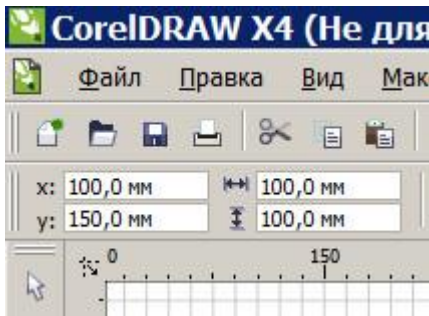 CorelDRAW X4 (Не для
Файл Правка Вид Мак
x: 100,0 мм 100,0 мм
y: 150,0 мм 100,0 мм
0 150